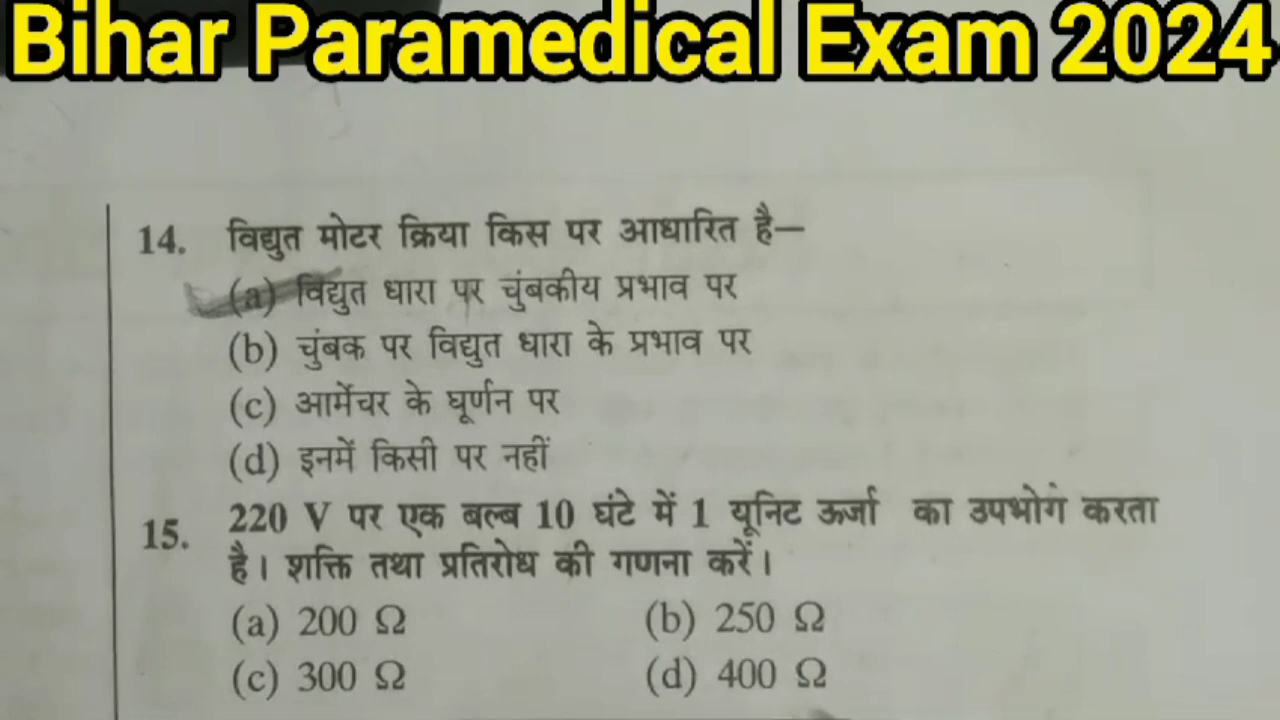 Bihar Paramedical Exam 2024
14. विद्युत मोटर क्रिया किस पर आधारित है—
(a) विद्युत धारा पर चुंबकीय प्रभाव पर
(b) चुंबक पर विद्युत धारा के प्रभाव पर
(c) आर्मेचर के घूर्णन पर
(d) इनमें किसी पर नहीं
15. 220 V पर एक बल्ब 10 घंटे में 1 यूनिट ऊर्जा का उपभोग करता
है। शक्ति तथा प्रतिरोध की गणना करें।
(a) 200 Ω (b) 250 Ω
(c) 300 Ω (d) 400 Ω